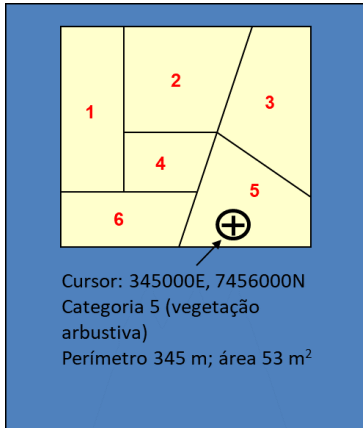 1
2
3
4
5
6
Cursor: 345000E, 7456000N
Categoria 5 (vegetação
arbustiva)
Perímetro 345 m; área 53 m²